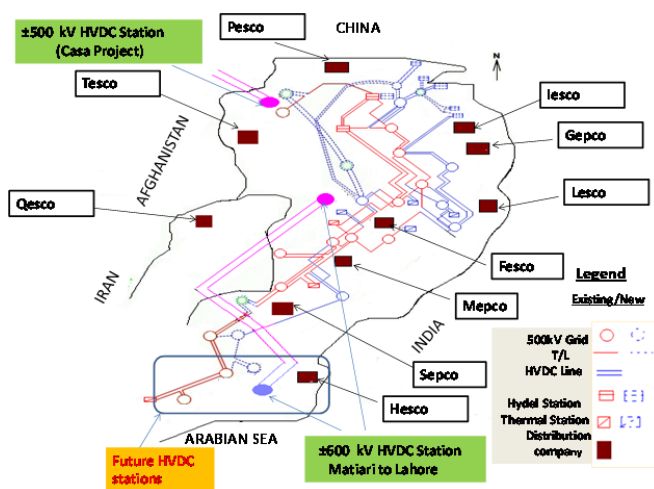 CHINA
±500 kV HVDC Station
(Casa Project)
Pesco
N
Tesco
Iesco
Gepco
AFGHANISTAN
Qesco
Lesco
Fesco
Legend
Existing/New
IRAN
Mepco
INDIA
500kV Grid
T/L
HVDC Line
Sepco
Hydel Station
Thermal Station
Distribution
company
Hesco
ARABIAN SEA
Future HVDC
stations
±600 kV HVDC Station
Matiari to Lahore